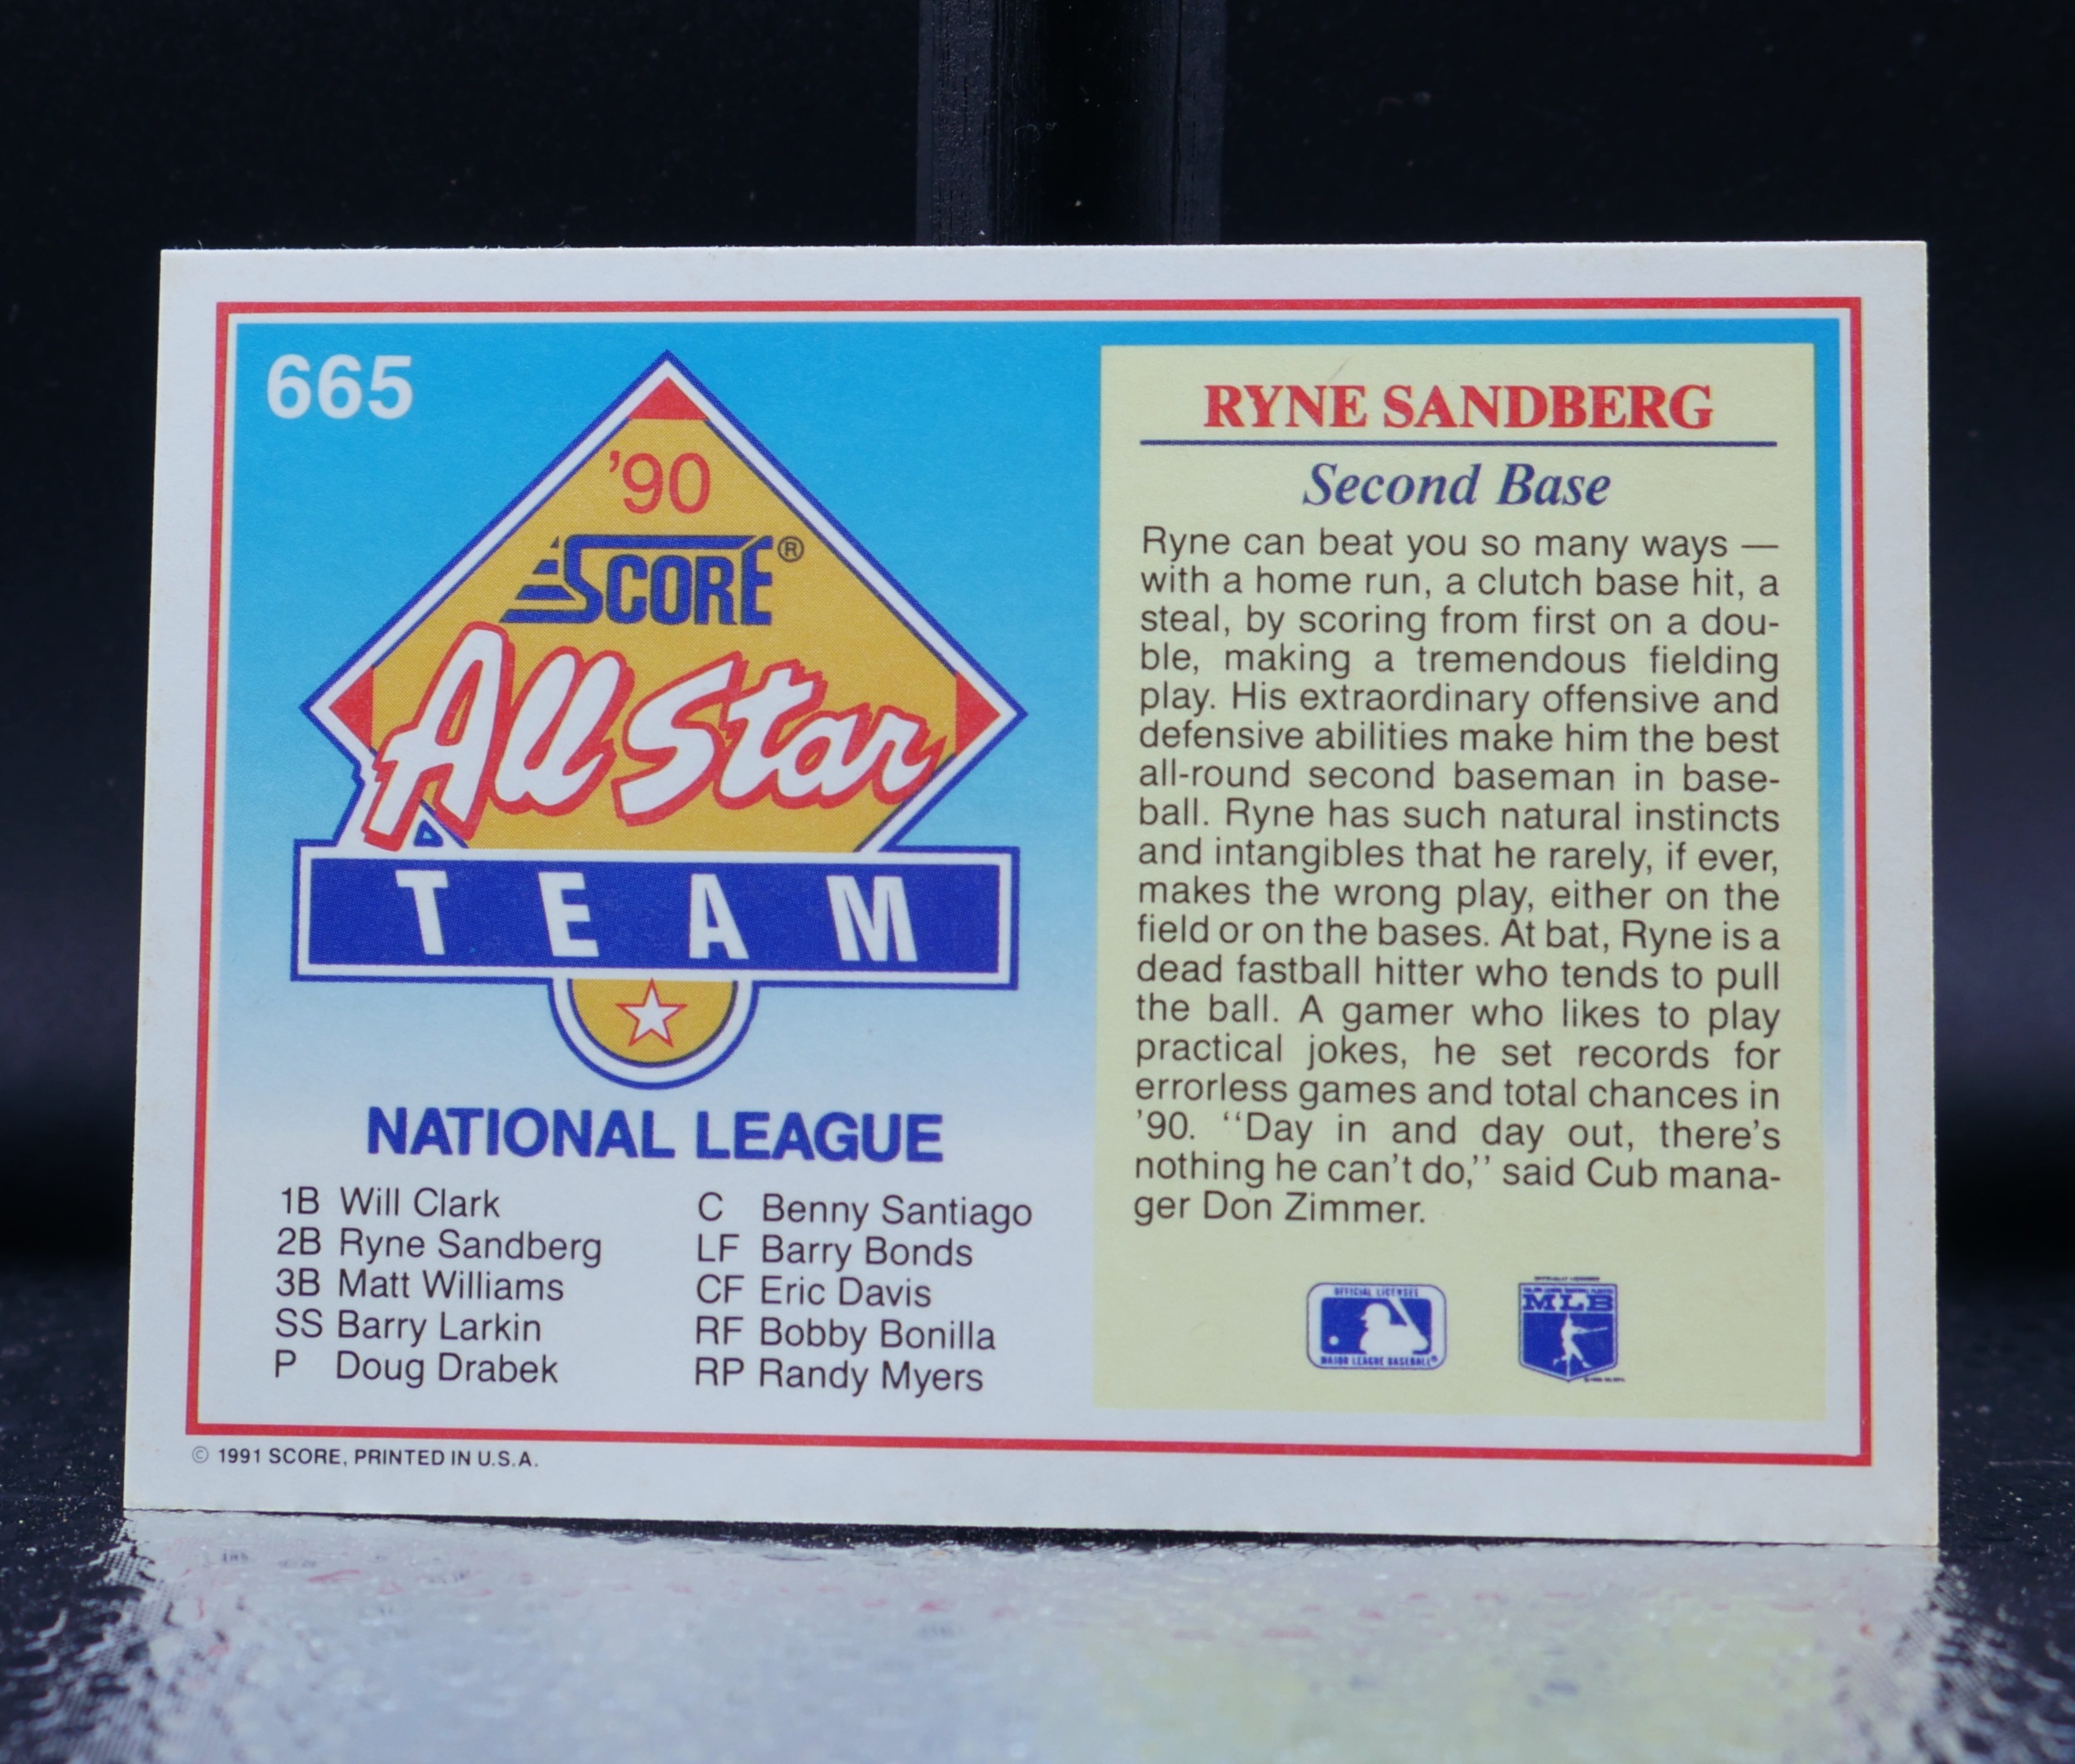 665
'90
SCORE®
All Star
TEAM
NATIONAL LEAGUE
1B Will Clark
2B Ryne Sandberg
3B Matt Williams
SS Barry Larkin
P Doug Drabek
C Benny Santiago
LF Barry Bonds
CF Eric Davis
RF Bobby Bonilla
RP Randy Myers
© 1991 SCORE, PRINTED IN U.S.A.
RYNE SANDBERG
Second Base
Ryne can beat you so many ways —
with a home run, a clutch base hit, a
steal, by scoring from first on a dou-
ble, making a tremendous fielding
play. His extraordinary offensive and
defensive abilities make him the best
all-round second baseman in base-
ball. Ryne has such natural instincts
and intangibles that he rarely, if ever,
makes the wrong play, either on the
field or on the bases. At bat, Ryne is a
dead fastball hitter who tends to pull
the ball. A gamer who likes to play
practical jokes, he set records for
errorless games and total chances in
'90. ‘‘Day in and day out, there's
nothing he can't do,’’ said Cub mana-
ger Don Zimmer.
OFFICIAL LICENSEE
MAJOR LEAGUE BASEBALL®
MLB